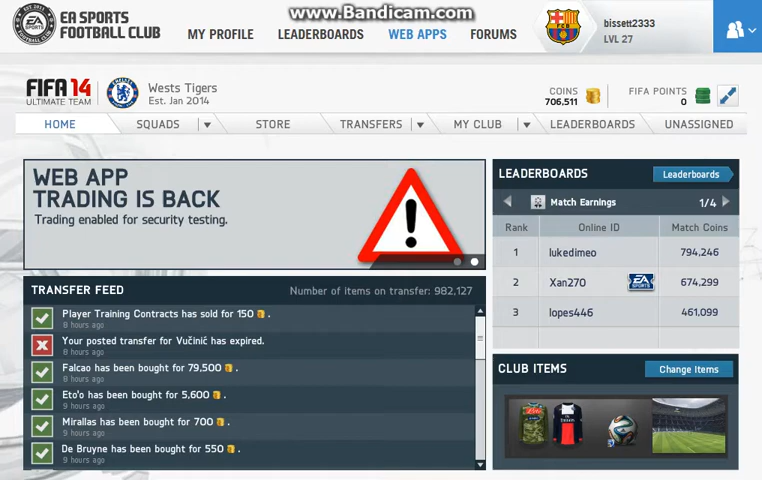 www.Bandicam.com
EA SPORTS
FOOTBALL CLUB
MY PROFILE
LEADERBOARDS
WEB APPS
FORUMS
bissett2333
LVL 27
FIFA 14
ULTIMATE TEAM
Wests Tigers
Est. Jan 2014
COINS
706,511
FIFA POINTS
0
HOME
SQUADS
STORE
TRANSFERS
MY CLUB
LEADERBOARDS
UNASSIGNED
WEB APP
TRADING IS BACK
Trading enabled for security testing.
TRANSFER FEED
Number of items on transfer: 982,127
Player Training Contracts has sold for 150 .
8 hours ago
Your posted transfer for Vučinić has expired.
8 hours ago
Falcao has been bought for 79,500 .
8 hours ago
Eto'o has been bought for 5,600 .
9 hours ago
Mirallas has been bought for 700 .
9 hours ago
De Bruyne has been bought for 550 .
9 hours ago
LEADERBOARDS
Leaderboards
Match Earnings
1/4
Rank Online ID Match Coins
1 lukedimeo 794,246
2 Xan270 EA SPORTS 674,299
3 lopes446 461,099
CLUB ITEMS
Change Items